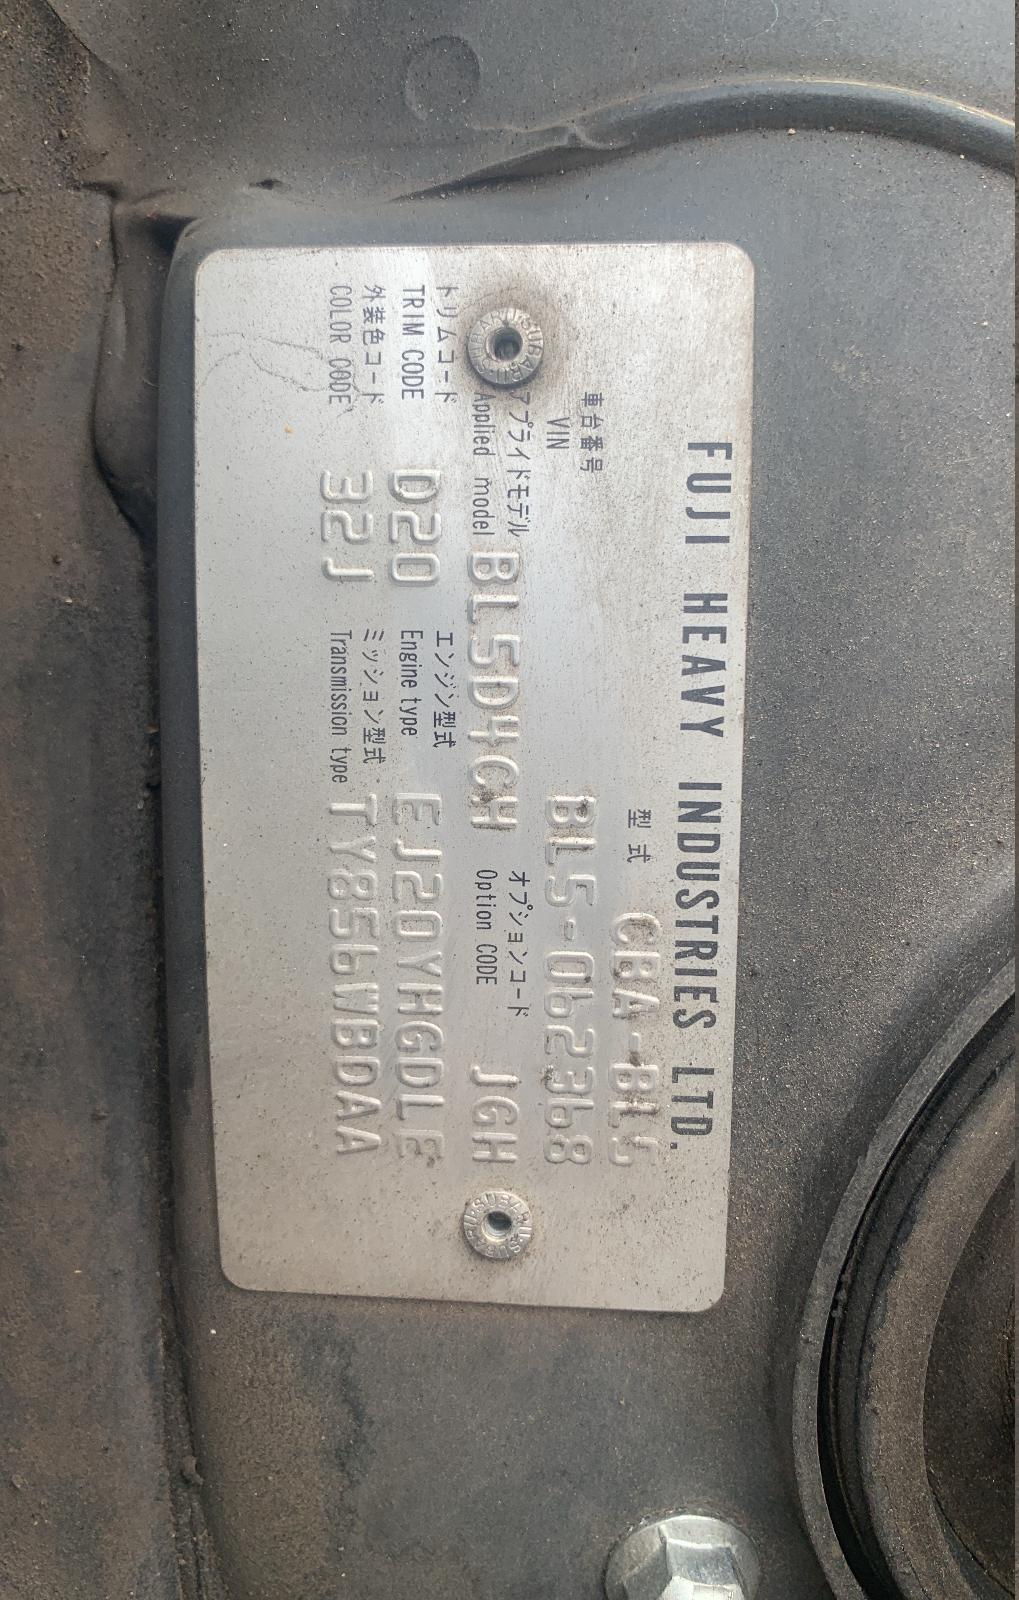 FUJI HEAVY INDUSTRIES LTD.
型式 CBA-BL5
車台番号
VIN BL5-062368
アプライドモデル
Applied model BL5D4CH
オプションコード
Option CODE JGH
トリムコード
TRIM CODE D20
エンジン型式
Engine type EJ20YHGDLE
外装色コード
COLOR CODE 32J
ミッション型式
Transmission type TY856WBDAA
SUBARU
SUBARU